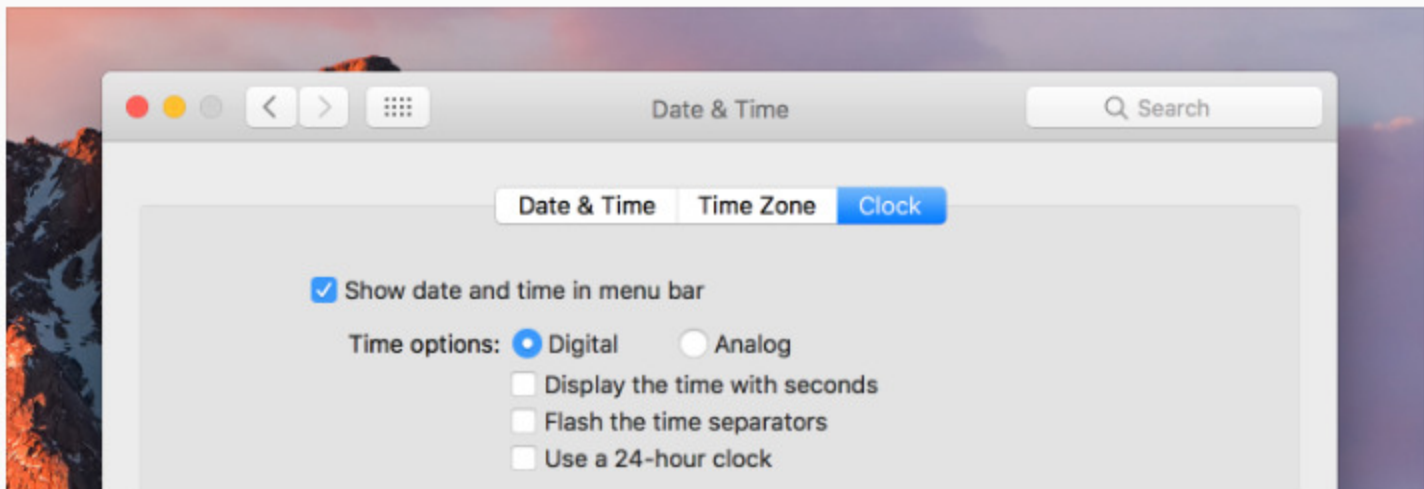 Date & Time
Search
Date & Time Time Zone Clock
Show date and time in menu bar
Time options: Digital Analog
Display the time with seconds
Flash the time separators
Use a 24-hour clock